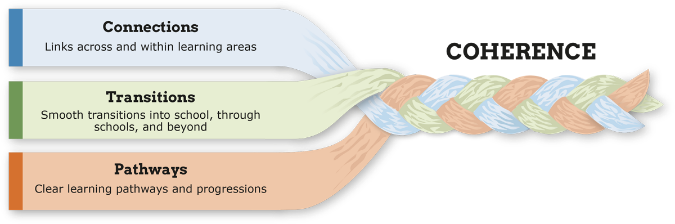 Connections
Links across and within learning areas
COHERENCE
Transitions
Smooth transitions into school, through
schools, and beyond
Pathways
Clear learning pathways and progressions